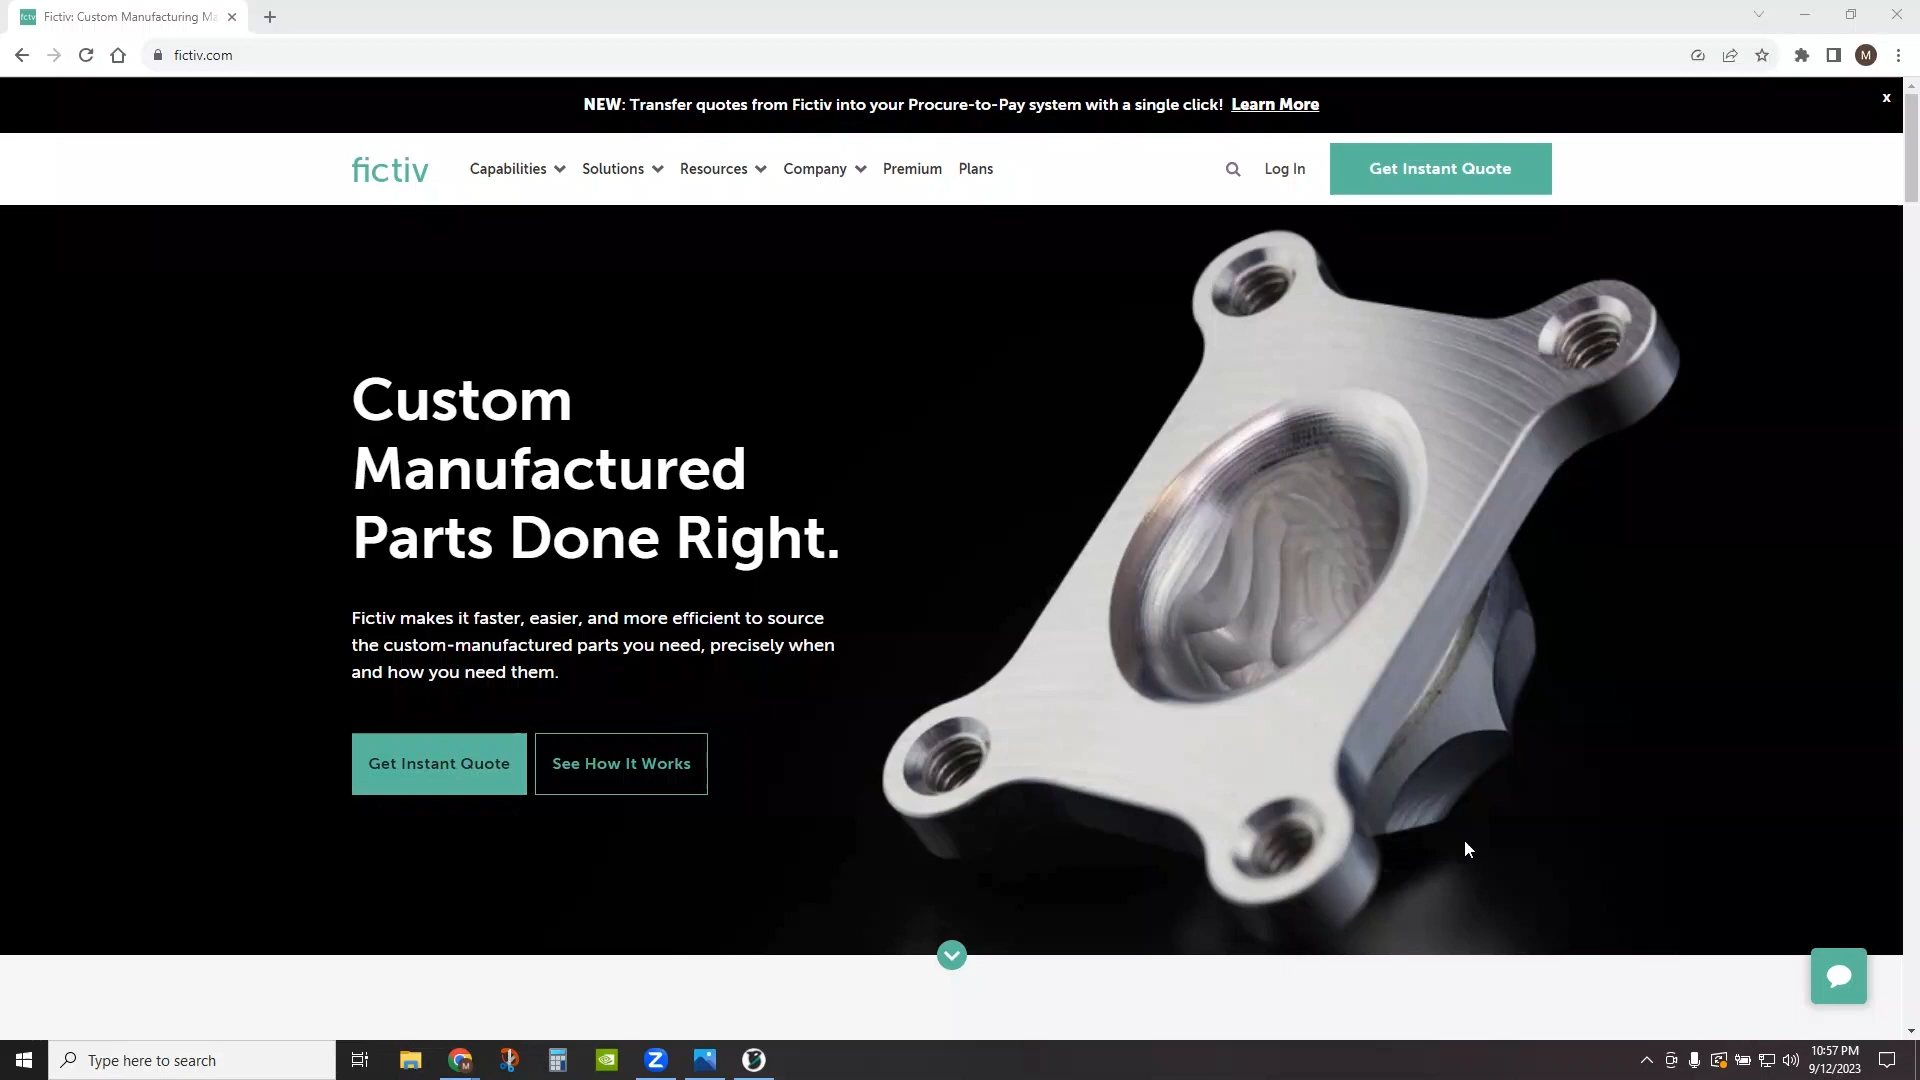 fctv Fictiv: Custom Manufacturing Ma
fictiv.com
M
NEW: Transfer quotes from Fictiv into your Procure-to-Pay system with a single click! Learn More
x
fictiv
Capabilities
Solutions
Resources
Company
Premium
Plans
Log In
Get Instant Quote
Custom
Manufactured
Parts Done Right.
Fictiv makes it faster, easier, and more efficient to source
the custom-manufactured parts you need, precisely when
and how you need them.
Get Instant Quote
See How It Works
Type here to search
10:57 PM
9/12/2023